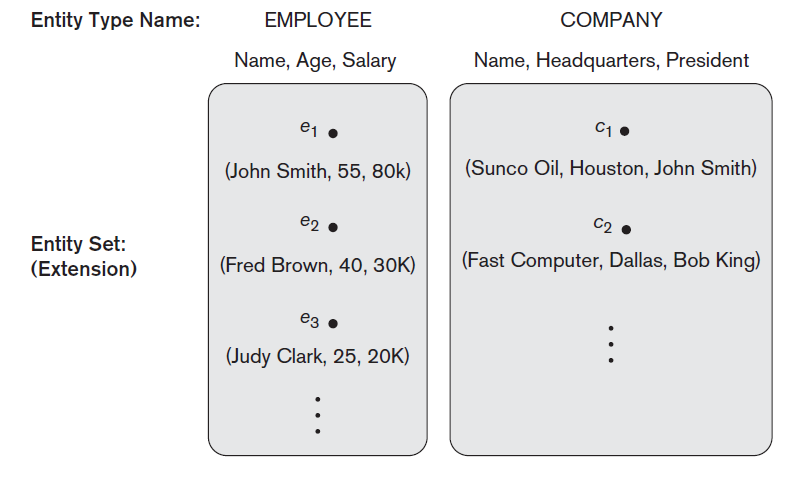 Entity Type Name: EMPLOYEE COMPANY
Name, Age, Salary Name, Headquarters, President
e1
(John Smith, 55, 80k)
e2
(Fred Brown, 40, 30K)
e3
(Judy Clark, 25, 20K)
c1
(Sunco Oil, Houston, John Smith)
c2
(Fast Computer, Dallas, Bob King)
Entity Set:
(Extension)